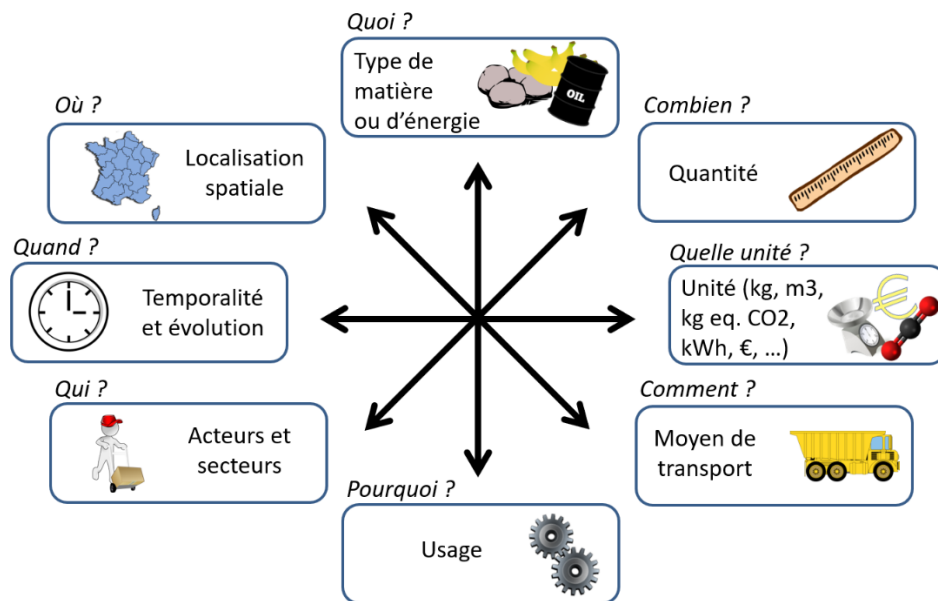 Quoi ?
Type de
matière
ou d'énergie
OIL
Où ?
Localisation
spatiale
Combien ?
Quantité
Quand ?
Temporalité
et évolution
Quelle unité ?
Unité (kg, m3,
kg eq. CO2,
kWh, €, ...)
€
Qui ?
Acteurs et
secteurs
Comment ?
Moyen de
transport
Pourquoi ?
Usage